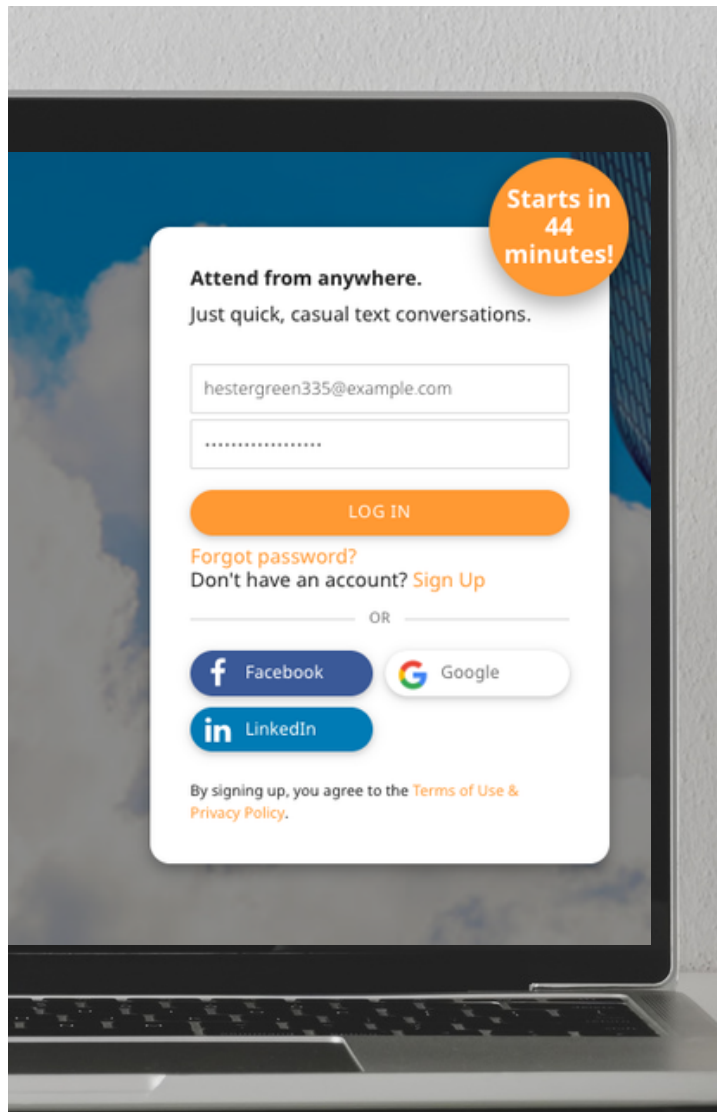 Starts in
44
minutes!
Attend from anywhere.
Just quick, casual text conversations.
hestergreen335@example.com
••••••••••••••••••
LOG IN
Forgot password?
Don't have an account? Sign Up
OR
Facebook
Google
LinkedIn
By signing up, you agree to the Terms of Use &
Privacy Policy.